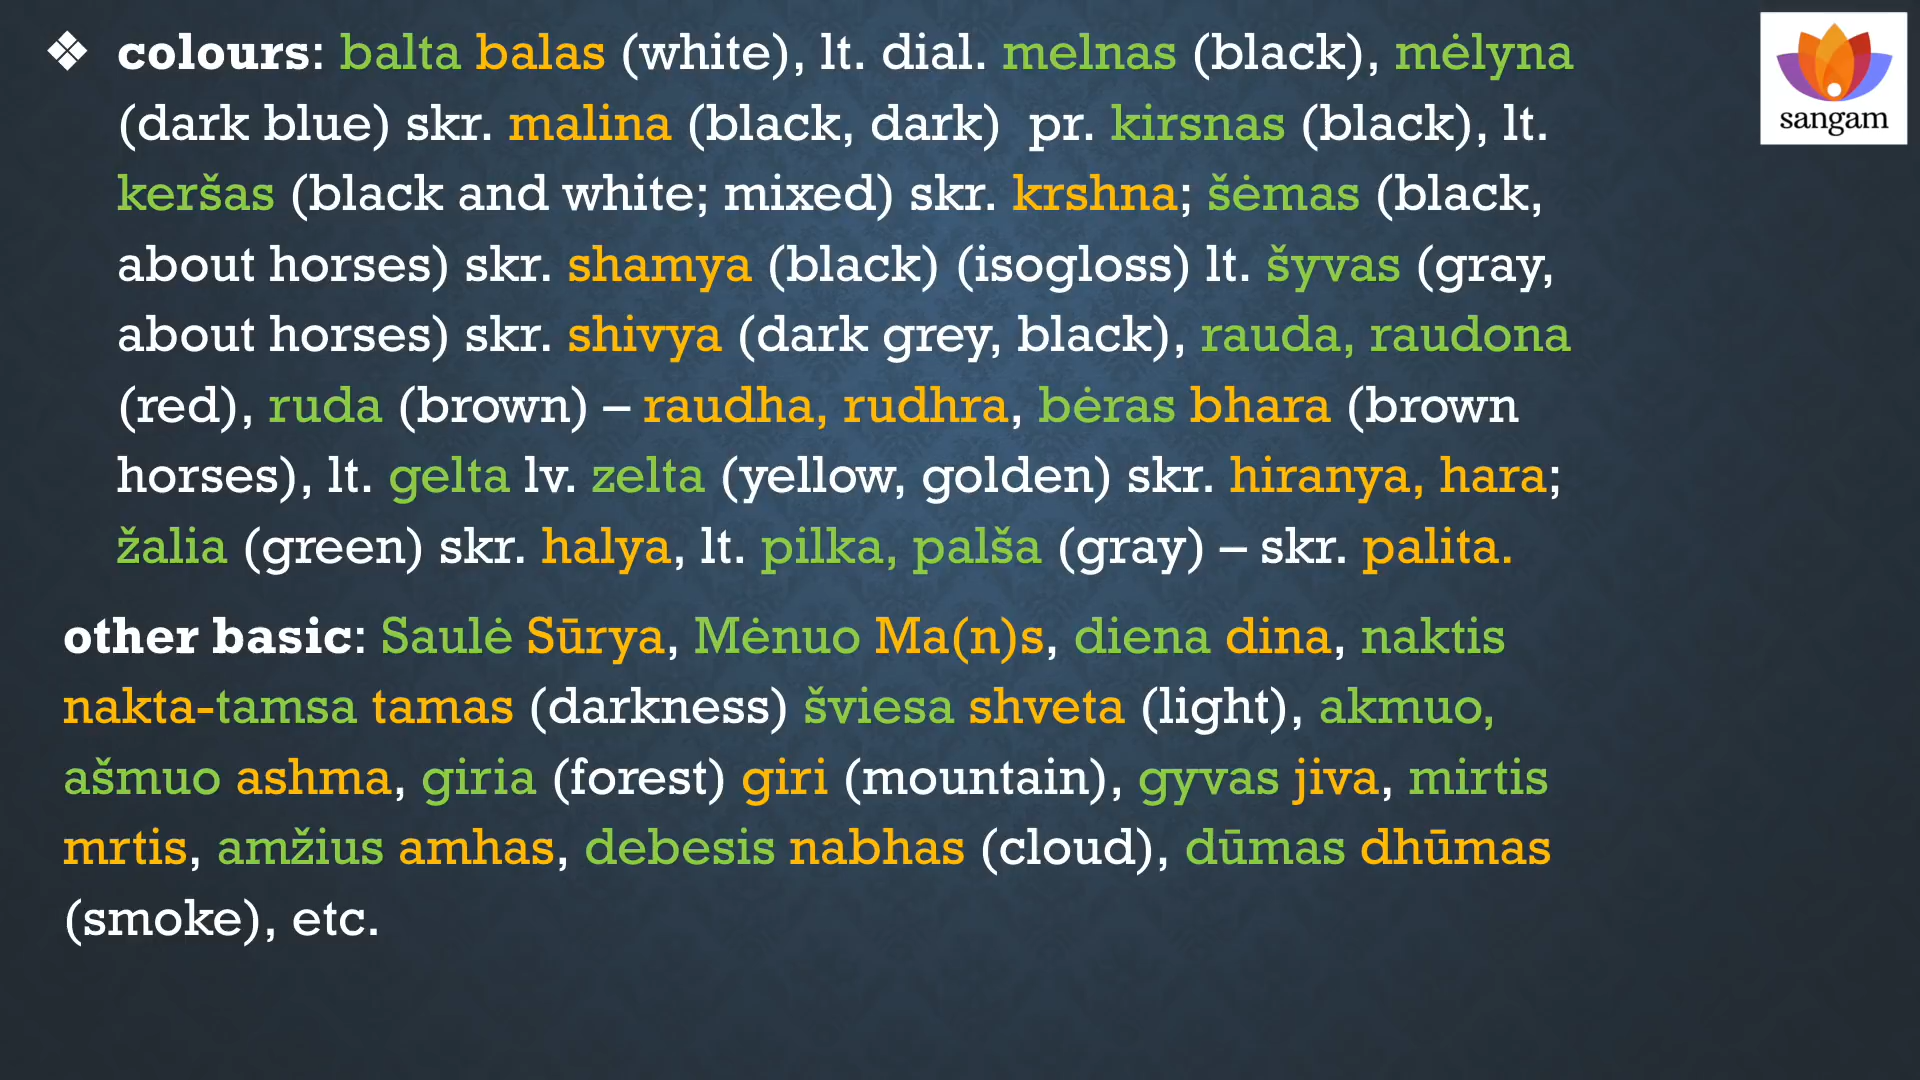 ❖ colours: balta balas (white), lt. dial. melnas (black), mėlyna
(dark blue) skr. malina (black, dark)  pr. kirsnas (black), lt.
keršas (black and white; mixed) skr. krshna; šėmas (black,
about horses) skr. shamya (black) (isogloss) lt. šyvas (gray,
about horses) skr. shivya (dark grey, black), rauda, raudona
(red), ruda (brown) – raudha, rudhra, bėras bhara (brown
horses), lt. gelta lv. zelta (yellow, golden) skr. hiranya, hara;
žalia (green) skr. halya, lt. pilka, palša (gray) – skr. palita.
other basic: Saulė Sūrya, Mėnuo Ma(n)s, diena dina, naktis
nakta-tamsa tamas (darkness) šviesa shveta (light), akmuo,
ašmuo ashma, giria (forest) giri (mountain), gyvas jiva, mirtis
mrtis, amžius amhas, debesis nabhas (cloud), dūmas dhūmas
(smoke), etc.
sangam